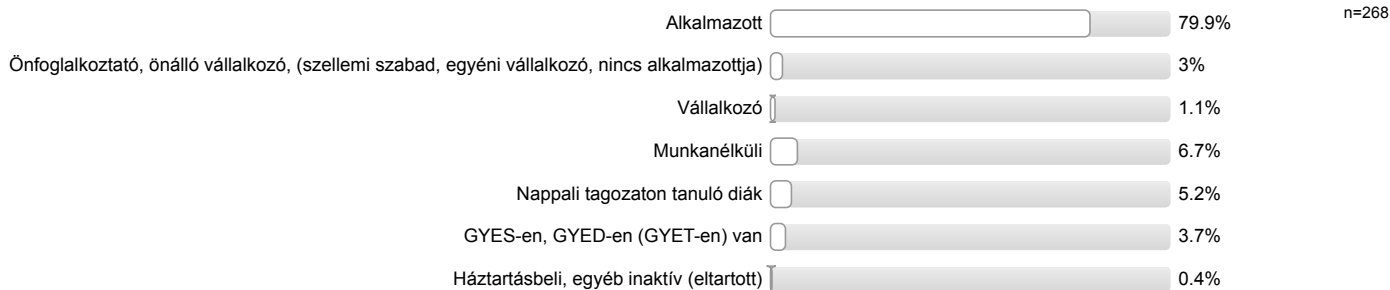 Alkalmazott 79.9% n=268
Önfoglalkoztató, önálló vállalkozó, (szellemi szabad, egyéni vállalkozó, nincs alkalmazottja) 3%
Vállalkozó 1.1%
Munkanélküli 6.7%
Nappali tagozaton tanuló diák 5.2%
GYES-en, GYED-en (GYET-en) van 3.7%
Háztartásbeli, egyéb inaktív (eltartott) 0.4%